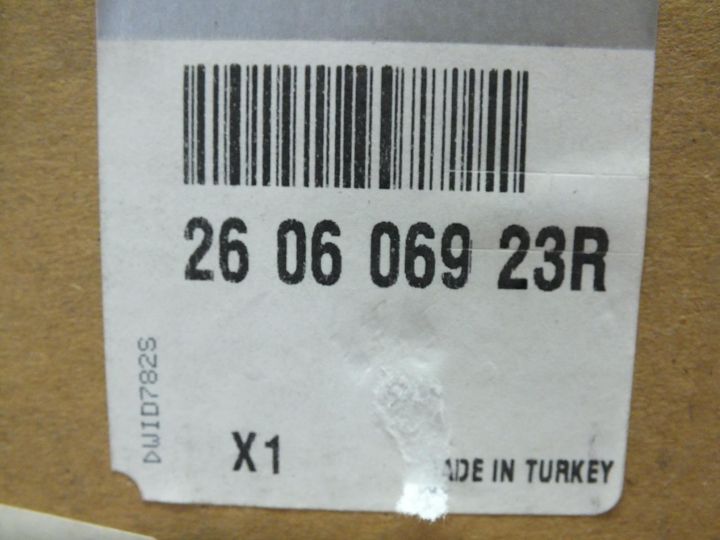 26 06 069 23R
DWID782S
X1
ADE IN TURKEY